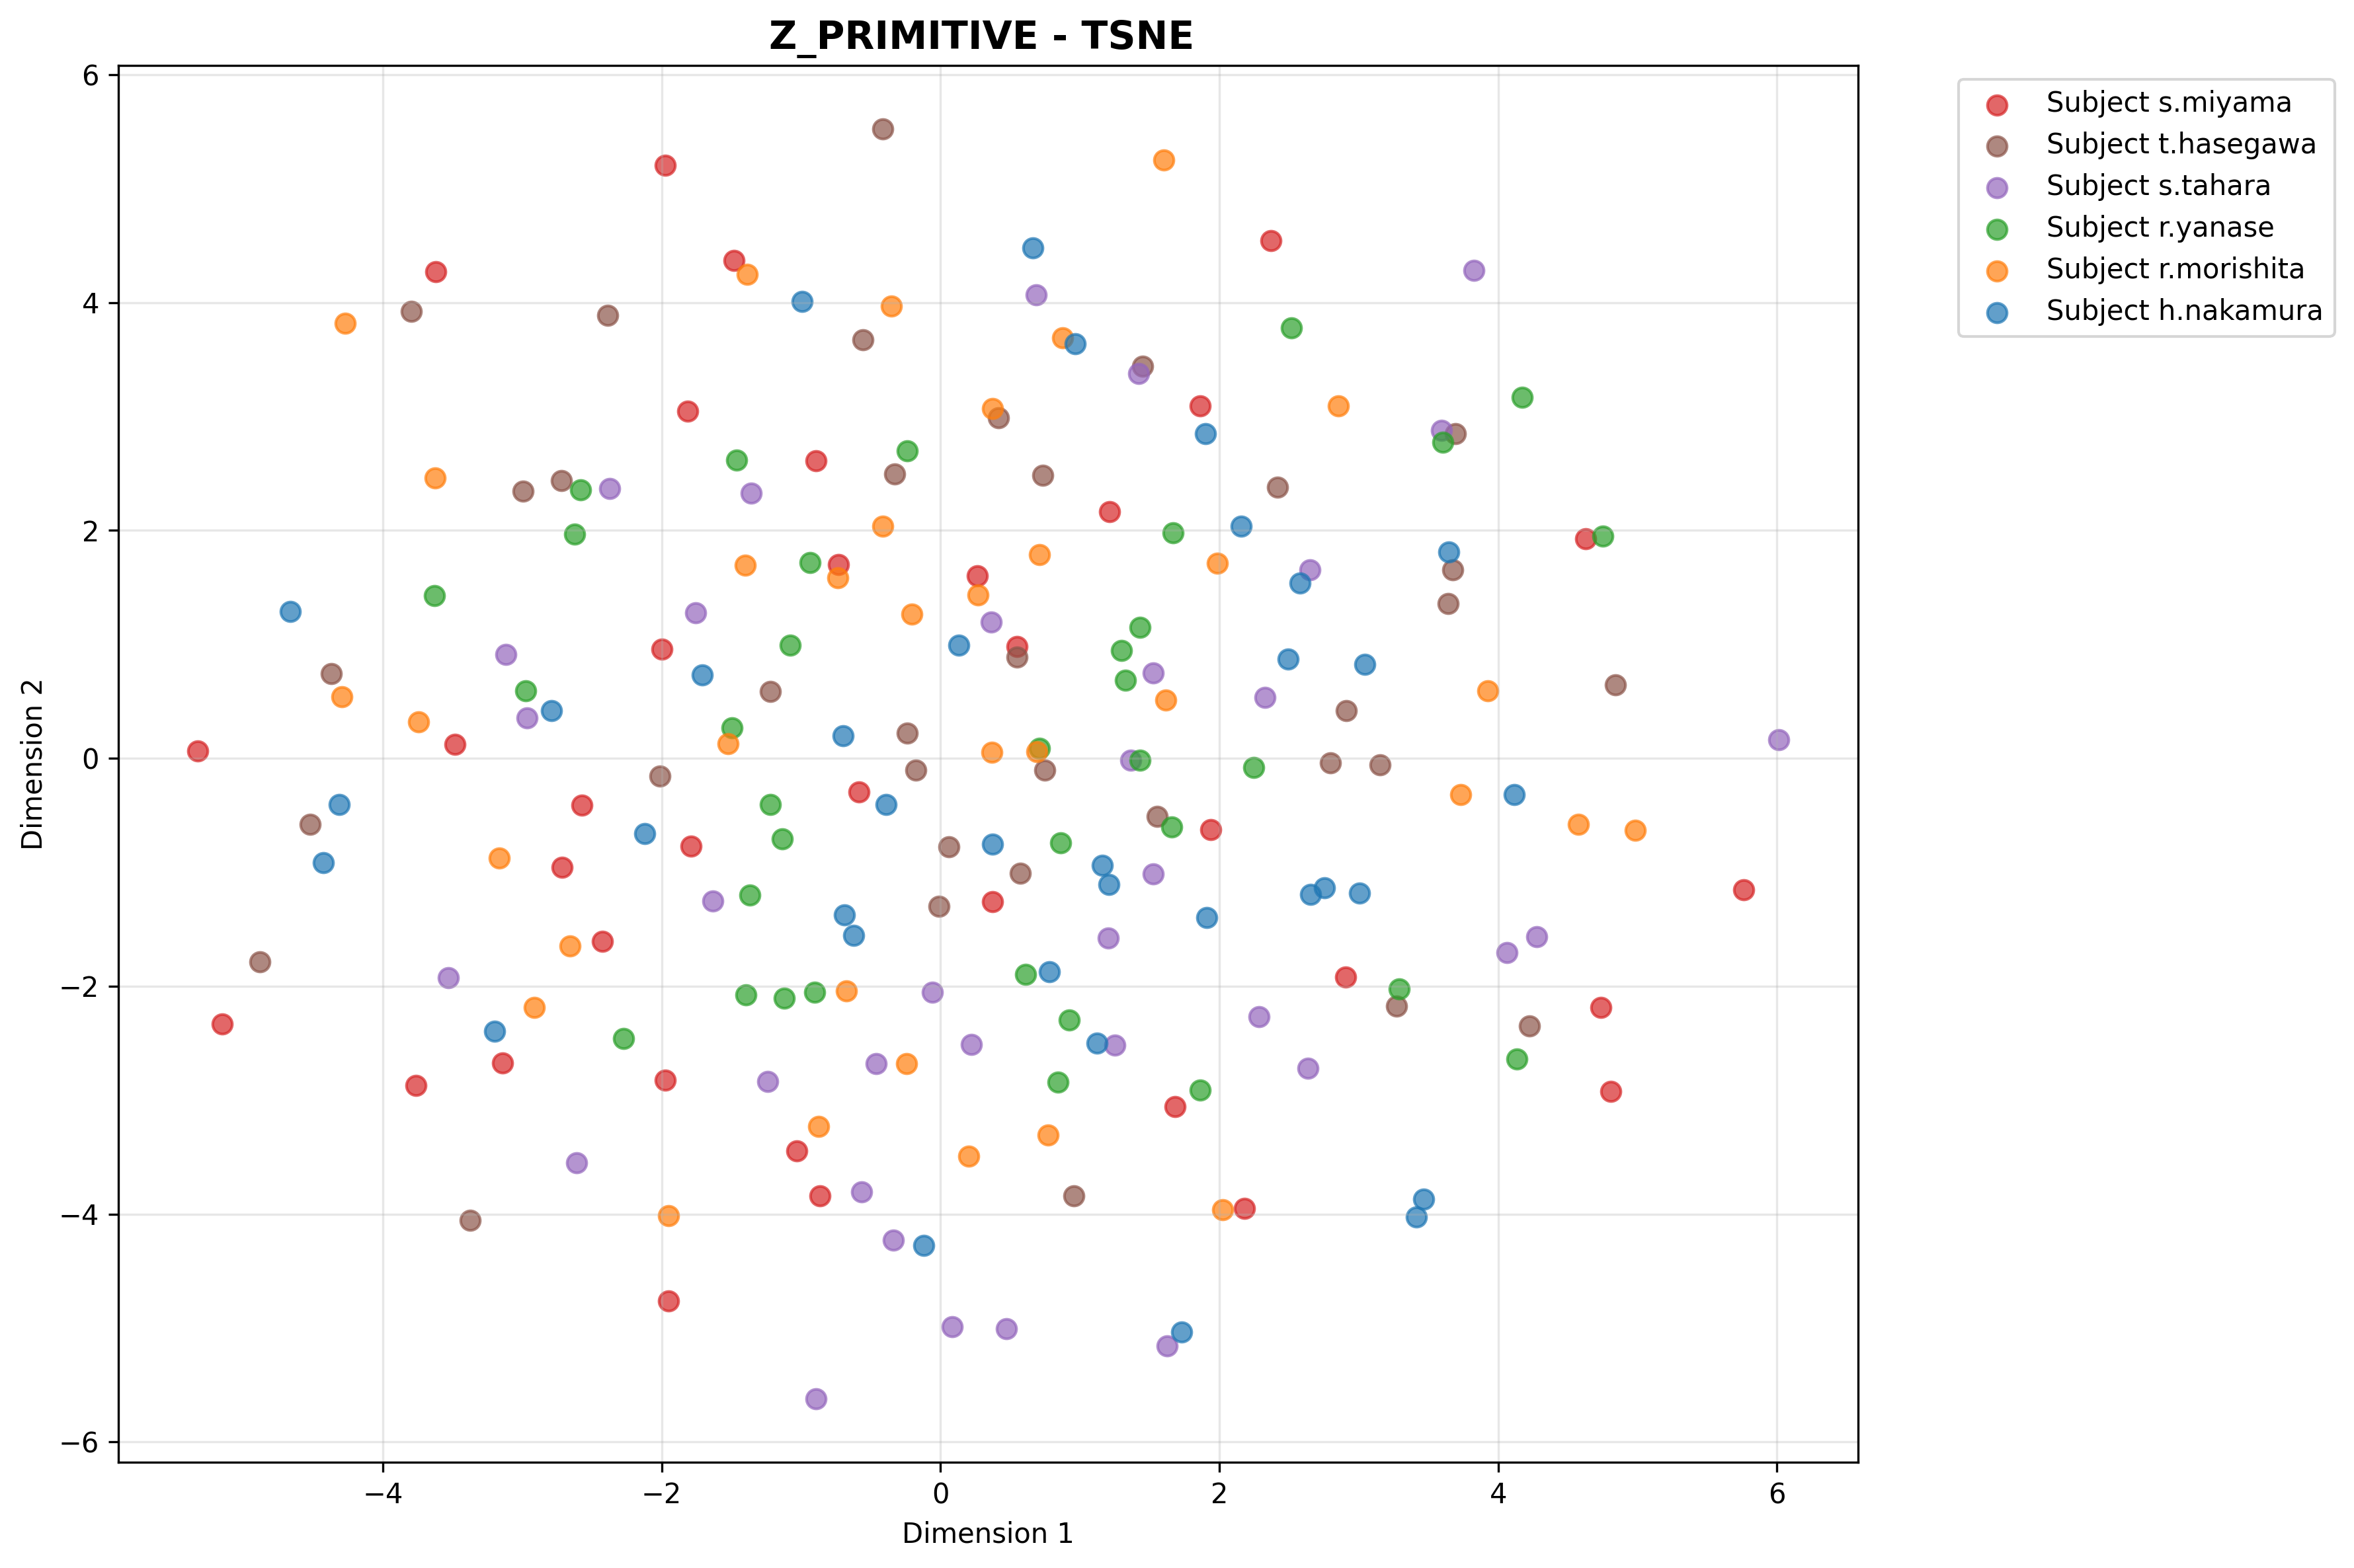 Z_PRIMITIVE - TSNE
Subject s.miyama
Subject t.hasegawa
Subject s.tahara
Subject r.yanase
Subject r.morishita
Subject h.nakamura
Dimension 2
6
4
2
0
−2
−4
−6
−4
−2
0
2
4
6
Dimension 1